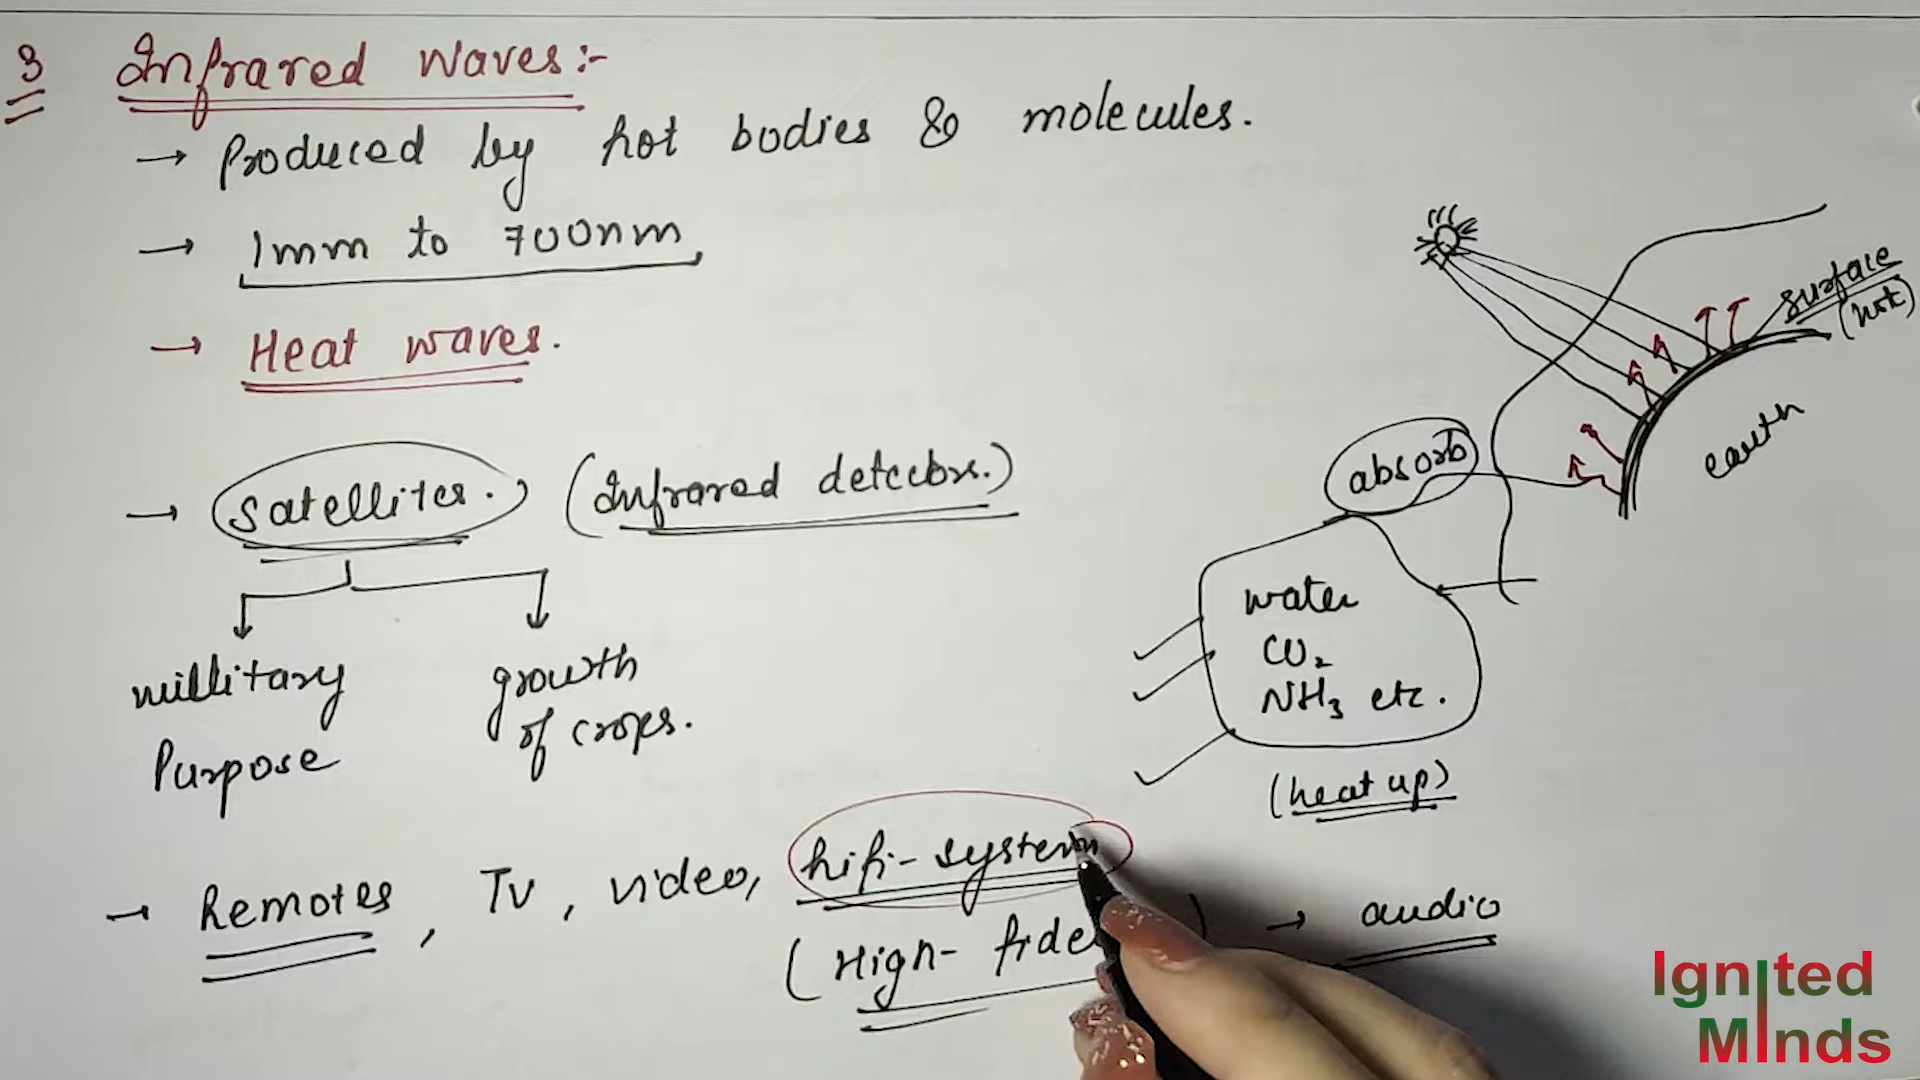 3 Infrared Waves:-
→ Produced by hot bodies & molecules.
→ 1mm to 700nm
→ Heat waves.
→ Satellites. (Infrared detectors.)
millitary
Purpose
growth
of crops.
→ Remotes, TV, video, hifi-system
(High- fide ) → audio
surface
(hot)
earth
absorb
water
CO₂
NH₃ etc.
(heat up)
Ignited
Minds